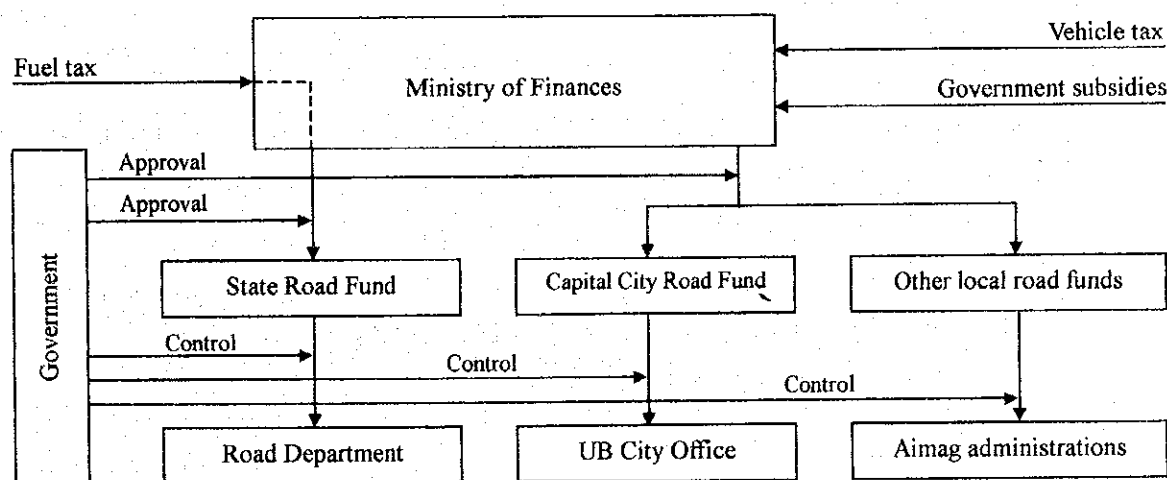 Vehicle tax
Fuel tax
Ministry of Finances
Government subsidies
Approval
Approval
Government
State Road Fund
Capital City Road Fund
Other local road funds
Control
Control
Control
Road Department
UB City Office
Aimag administrations